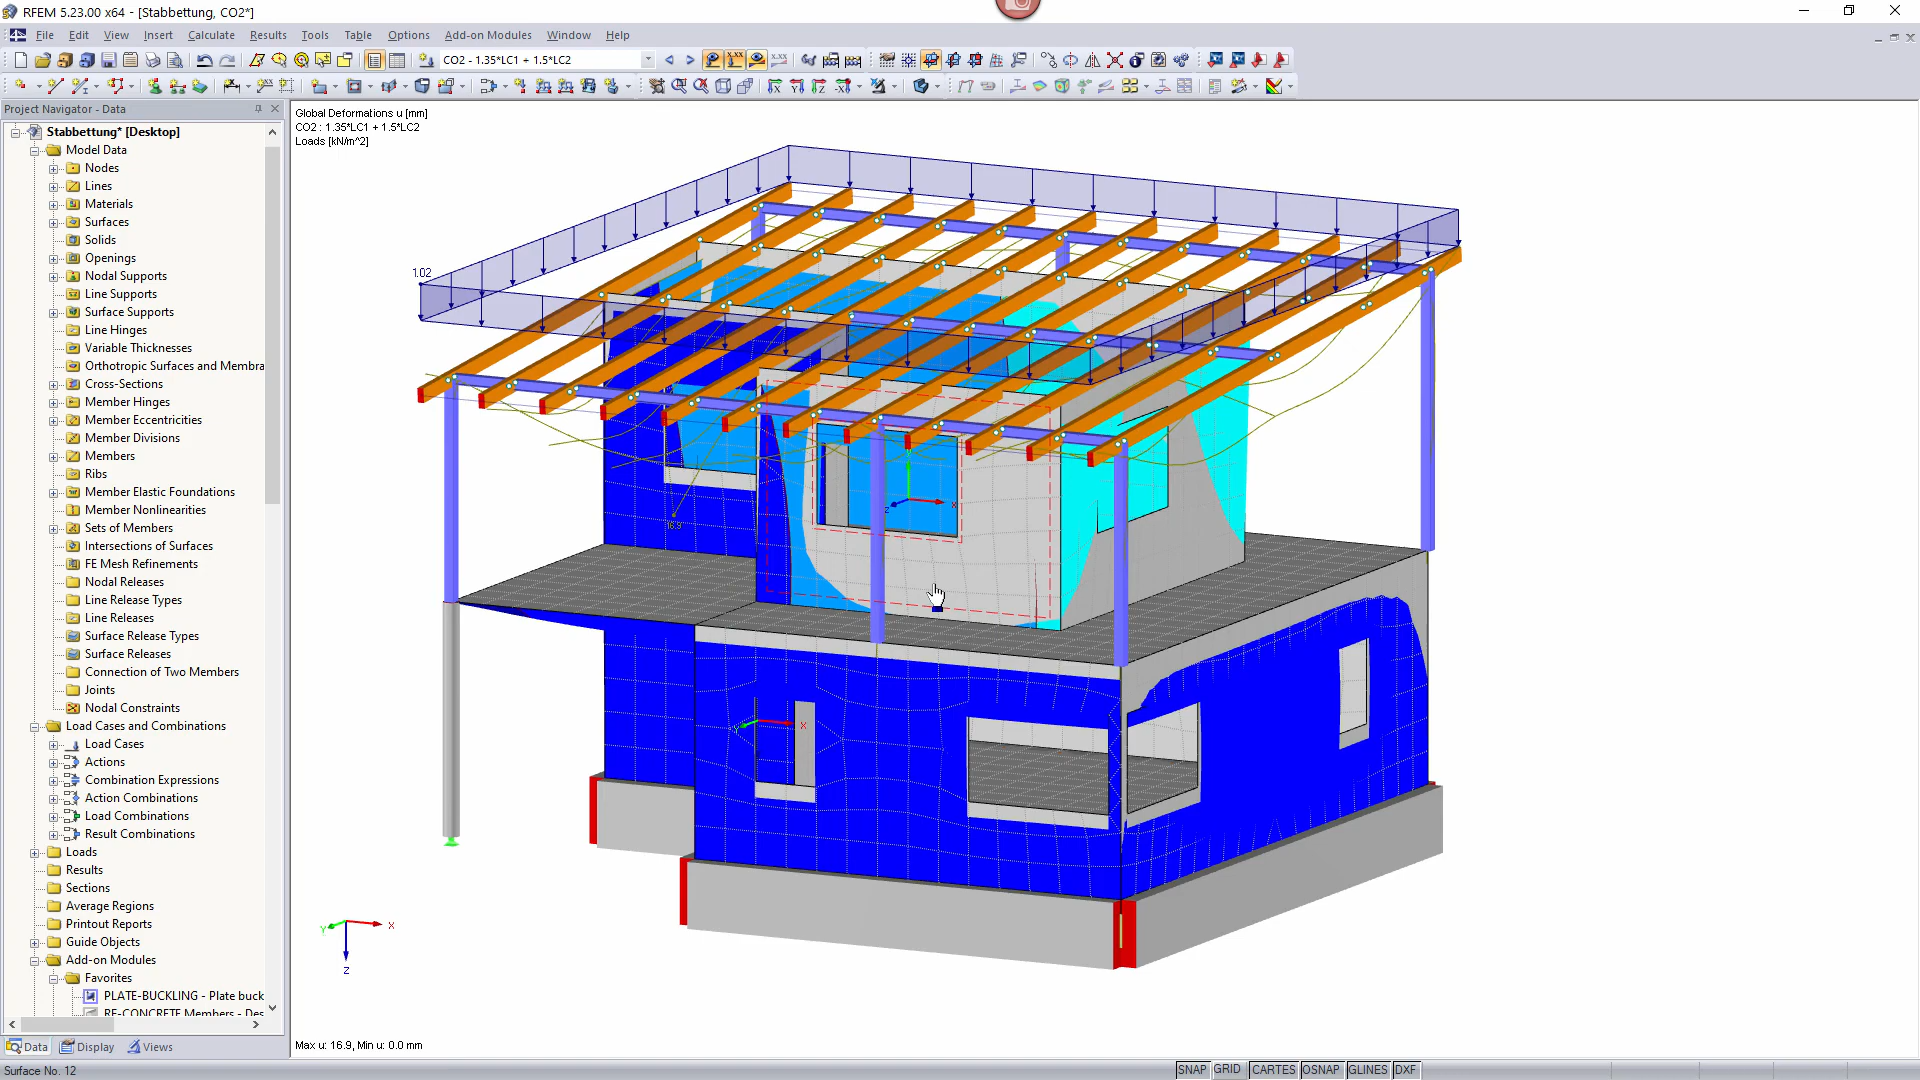 RFEM 5.23.00 x64 - [Stabbettung, CO2*]
File Edit View Insert Calculate Results Tools Table Options Add-on Modules Window Help
CO2 - 1.35*LC1 + 1.5*LC2
Project Navigator - Data
Stabbettung* [Desktop]
Model Data
Nodes
Lines
Materials
Surfaces
Solids
Openings
Nodal Supports
Line Supports
Surface Supports
Line Hinges
Variable Thicknesses
Orthotropic Surfaces and Membra
Cross-Sections
Member Hinges
Member Eccentricities
Member Divisions
Members
Ribs
Member Elastic Foundations
Member Nonlinearities
Sets of Members
Intersections of Surfaces
FE Mesh Refinements
Nodal Releases
Line Release Types
Line Releases
Surface Release Types
Surface Releases
Connection of Two Members
Joints
Nodal Constraints
Load Cases and Combinations
Load Cases
Actions
Combination Expressions
Action Combinations
Load Combinations
Result Combinations
Loads
Results
Sections
Average Regions
Printout Reports
Guide Objects
Add-on Modules
Favorites
PLATE-BUCKLING - Plate buck
RF-CONCRETE Members - Des
Data Display Views
Global Deformations u [mm]
CO2 : 1.35*LC1 + 1.5*LC2
Loads [kN/m^2]
1.02
16.9
Z X
X
Y X
Z
Max u: 16.9, Min u: 0.0 mm
Surface No. 12
SNAP GRID CARTES OSNAP GLINES DXF